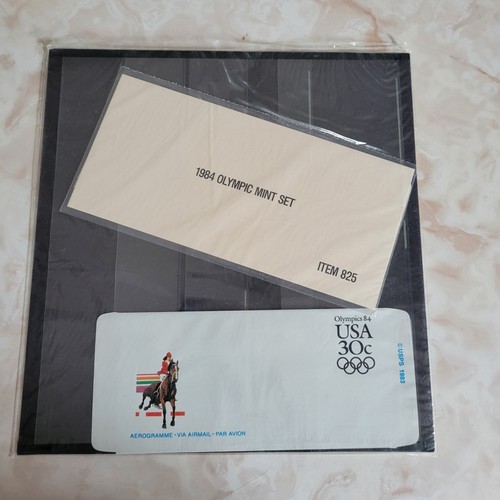 1984 OLYMPIC MINT SET
ITEM 825
Olympics 84
USA
30c
© USPS 1983
AEROGRAMME • VIA AIRMAIL • PAR AVION